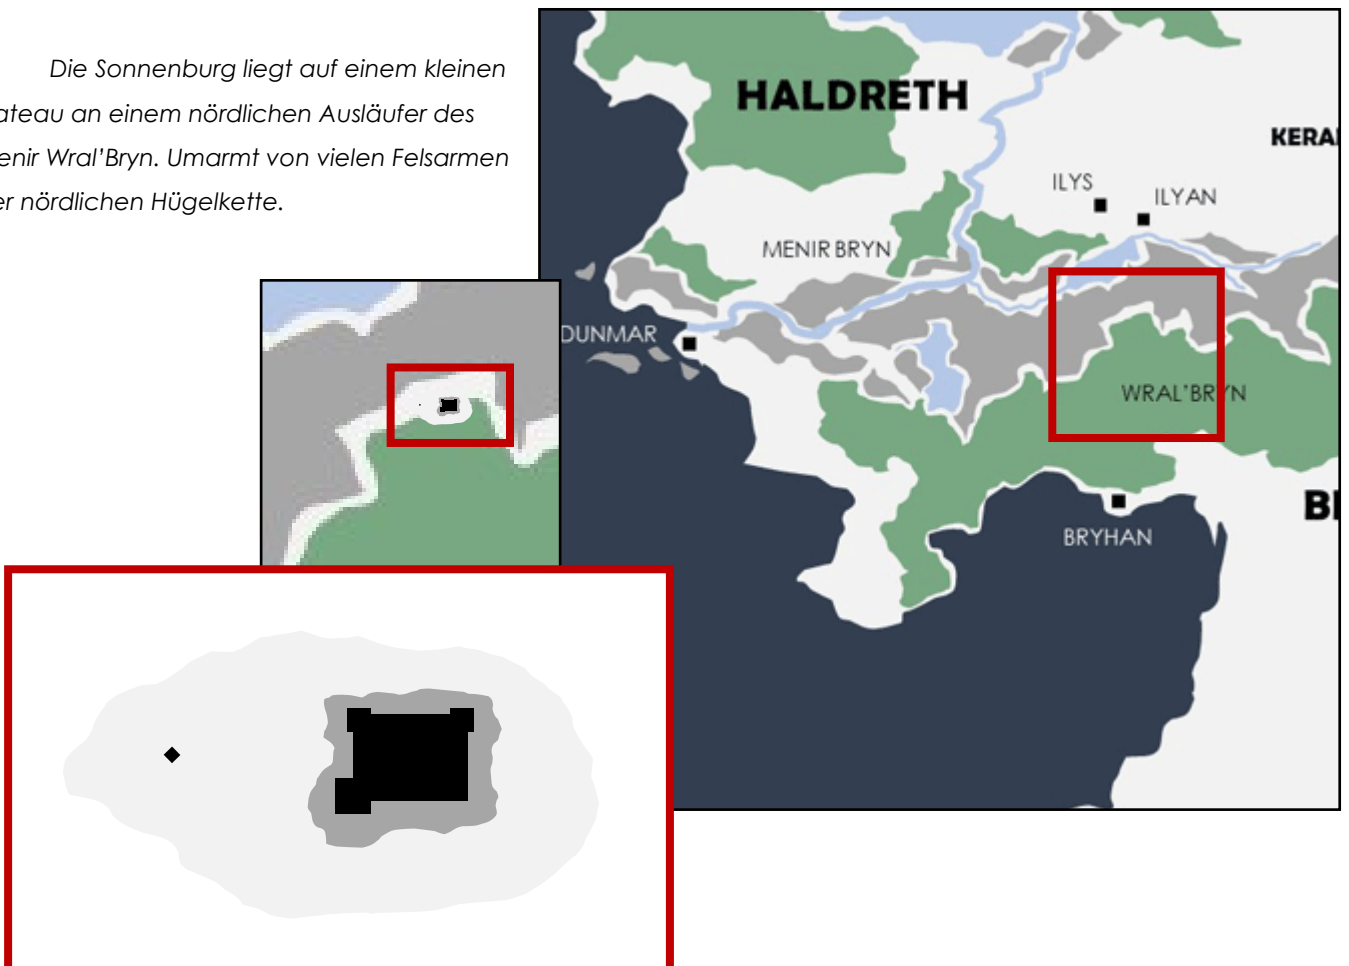 Die Sonnenburg liegt auf einem kleinen
ateau an einem nördlichen Ausläufer des
enir Wral’Bryn. Umarmt von vielen Felsarmen
er nördlichen Hügelkette.
HALDRETH
KERA
ILYS
ILYAN
MENIR BRYN
DUNMAR
WRAL’BRYN
BRYHAN